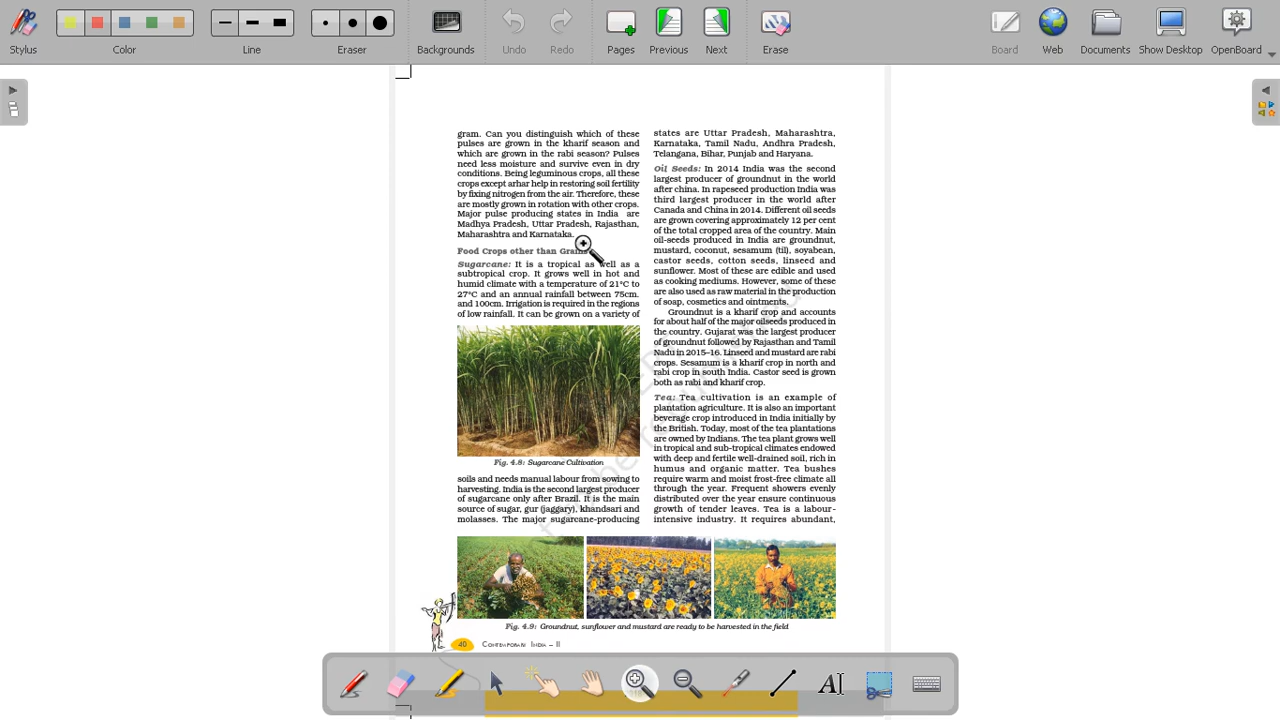 Stylus
Color
Line
Eraser
Backgrounds
Undo
Redo
Pages
Previous
Next
Erase
Board
Web
Documents
Show Desktop
OpenBoard
gram. Can you distinguish which of these
pulses are grown in the kharif season and
which are grown in the rabi season? Pulses
need less moisture and survive even in dry
conditions. Being leguminous crops, all these
crops except arhar help in restoring soil fertility
by fixing nitrogen from the air. Therefore, these
are mostly grown in rotation with other crops.
Major pulse producing states in India are
Madhya Pradesh, Uttar Pradesh, Rajasthan,
Maharashtra and Karnataka.
Food Crops other than
Sugarcane: It is a tropical as well as a
subtropical crop. It grows well in hot and
humid climate with a temperature of 21°C to
27°C and an annual rainfall between 75cm.
and 100cm. Irrigation is required in the regions
of low rainfall. It can be grown on a variety of
Fig. 4.8: Sugarcane Cultivation
soils and needs manual labour from sowing to
harvesting. India is the second largest producer
of sugarcane only after Brazil. It is the main
source of sugar, gur (jaggary), khandsari and
molasses. The major sugarcane-producing
states are Uttar Pradesh, Maharashtra,
Karnataka, Tamil Nadu, Andhra Pradesh,
Telangana, Bihar, Punjab and Haryana.
Oil Seeds: In 2014 India was the second
largest producer of groundnut in the world
after china. In rapeseed production India was
third largest producer in the world after
Canada and China in 2014. Different oil seeds
are grown covering approximately 12 per cent
of the total cropped area of the country. Main
oil-seeds produced in India are groundnut,
mustard, coconut, sesamum (til), soyabean,
castor seeds, cotton seeds, linseed and
sunflower. Most of these are edible and used
as cooking mediums. However, some of these
are also used as raw material in the production
of soap, cosmetics and ointments.
Groundnut is a kharif crop and accounts
for about half of the major oilseeds produced in
the country. Gujarat was the largest producer
of groundnut followed by Rajasthan and Tamil
Nadu in 2015–16. Linseed and mustard are rabi
crops. Sesamum is a kharif crop in north and
rabi crop in south India. Castor seed is grown
both as rabi and kharif crop.
Tea: Tea cultivation is an example of
plantation agriculture. It is also an important
beverage crop introduced in India initially by
the British. Today, most of the tea plantations
are owned by Indians. The tea plant grows well
in tropical and sub-tropical climates endowed
with deep and fertile well-drained soil, rich in
humus and organic matter. Tea bushes
require warm and moist frost-free climate all
through the year. Frequent showers evenly
distributed over the year ensure continuous
growth of tender leaves. Tea is a labour-
intensive industry. It requires abundant,
Fig. 4.9: Groundnut, sunflower and mustard are ready to be harvested in the field
40 Contemporary India – II